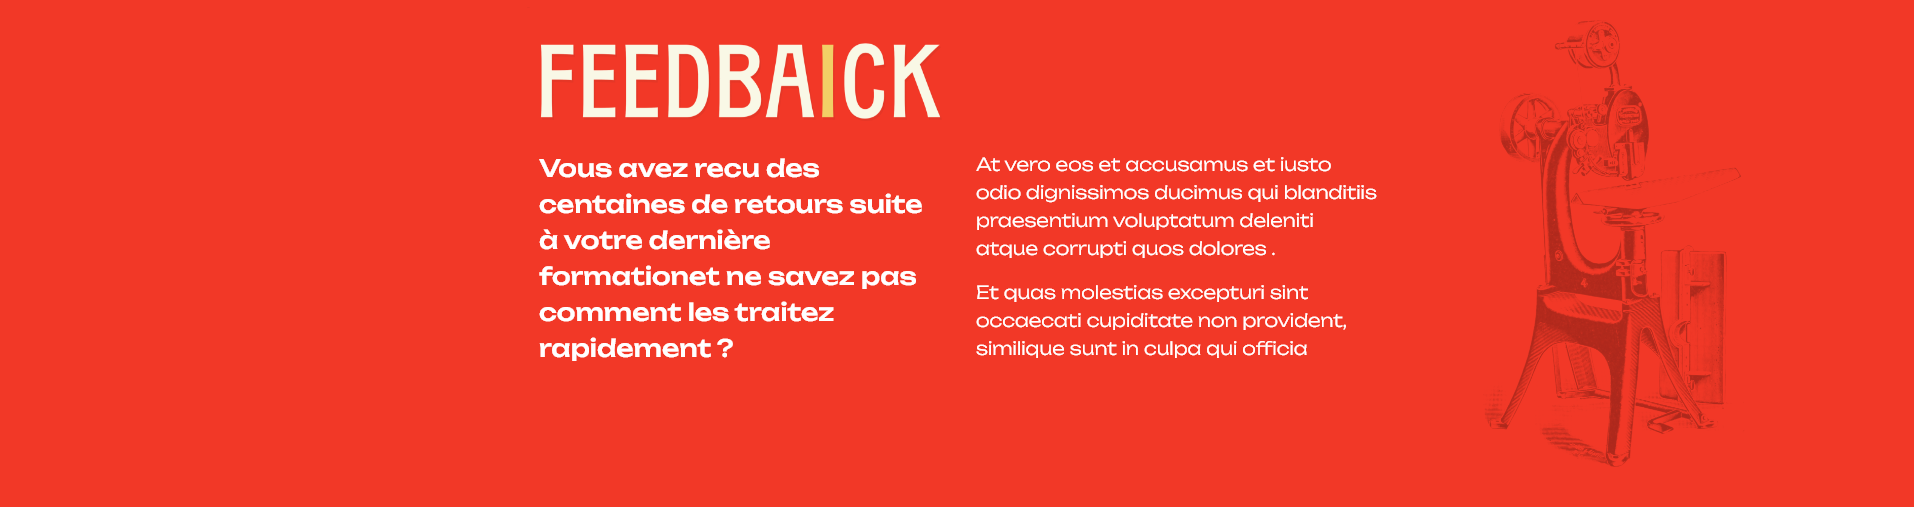 FEEDBAICK
Vous avez recu des
centaines de retours suite
à votre dernière
formationet ne savez pas
comment les traitez
rapidement ?
At vero eos et accusamus et iusto
odio dignissimos ducimus qui blanditiis
praesentium voluptatum deleniti
atque corrupti quos dolores .
Et quas molestias excepturi sint
occaecati cupiditate non provident,
similique sunt in culpa qui officia